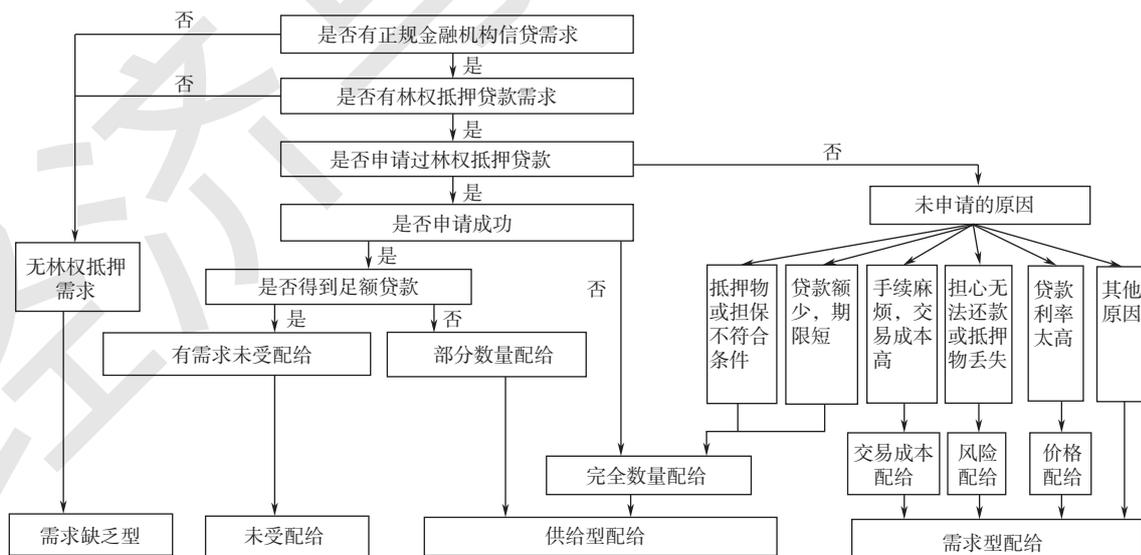 否
是否有正规金融机构信贷需求
是
否
是否有林权抵押贷款需求
是
是否申请过林权抵押贷款
否
是
未申请的原因
是否申请成功
是
否
无林权抵押
需求
是否得到足额贷款
是
否
有需求未受配给
部分数量配给
抵押物
或担保
不符合
条件
贷款额
少，期
限短
手续麻
烦，交
易成本
高
担心无
法还款
或抵押
物丢失
贷款
利率
太高
其他
原因
完全数量配给
交易成本
配给
风险
配给
价格
配给
需求缺乏型
未受配给
供给型配给
需求型配给